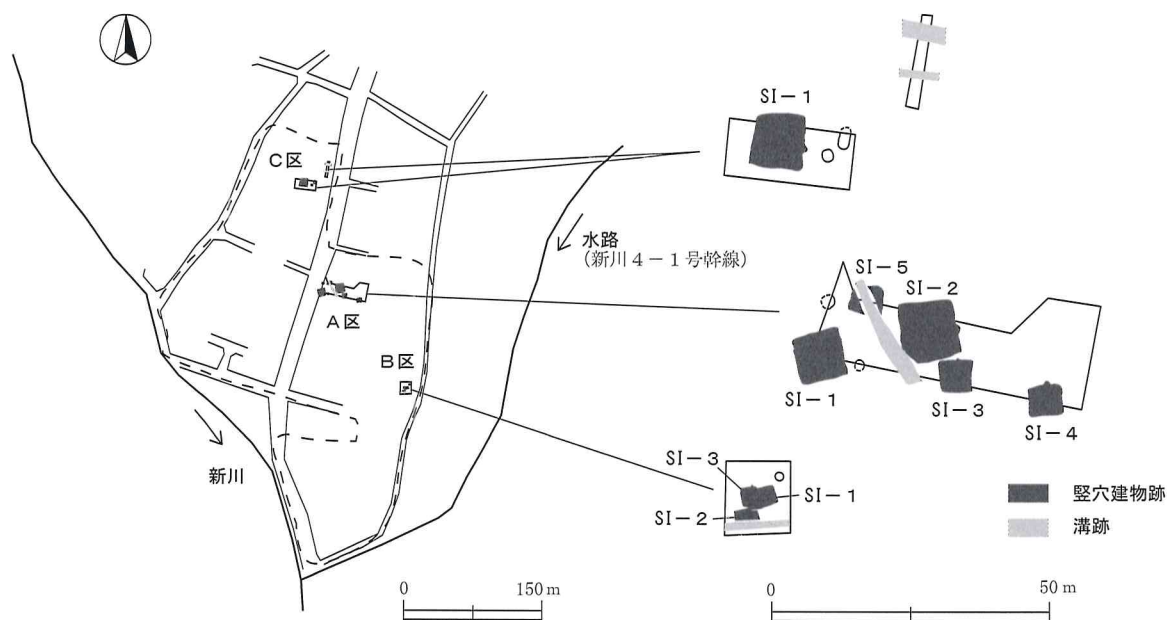 SI－1
C区
水路
(新川4－1号幹線)
SI－5
SI－2
A区
B区
SI－1
SI－3
SI－4
新川
SI－3
SI－1
SI－2
竪穴建物跡
溝跡
0 150m
0 50m